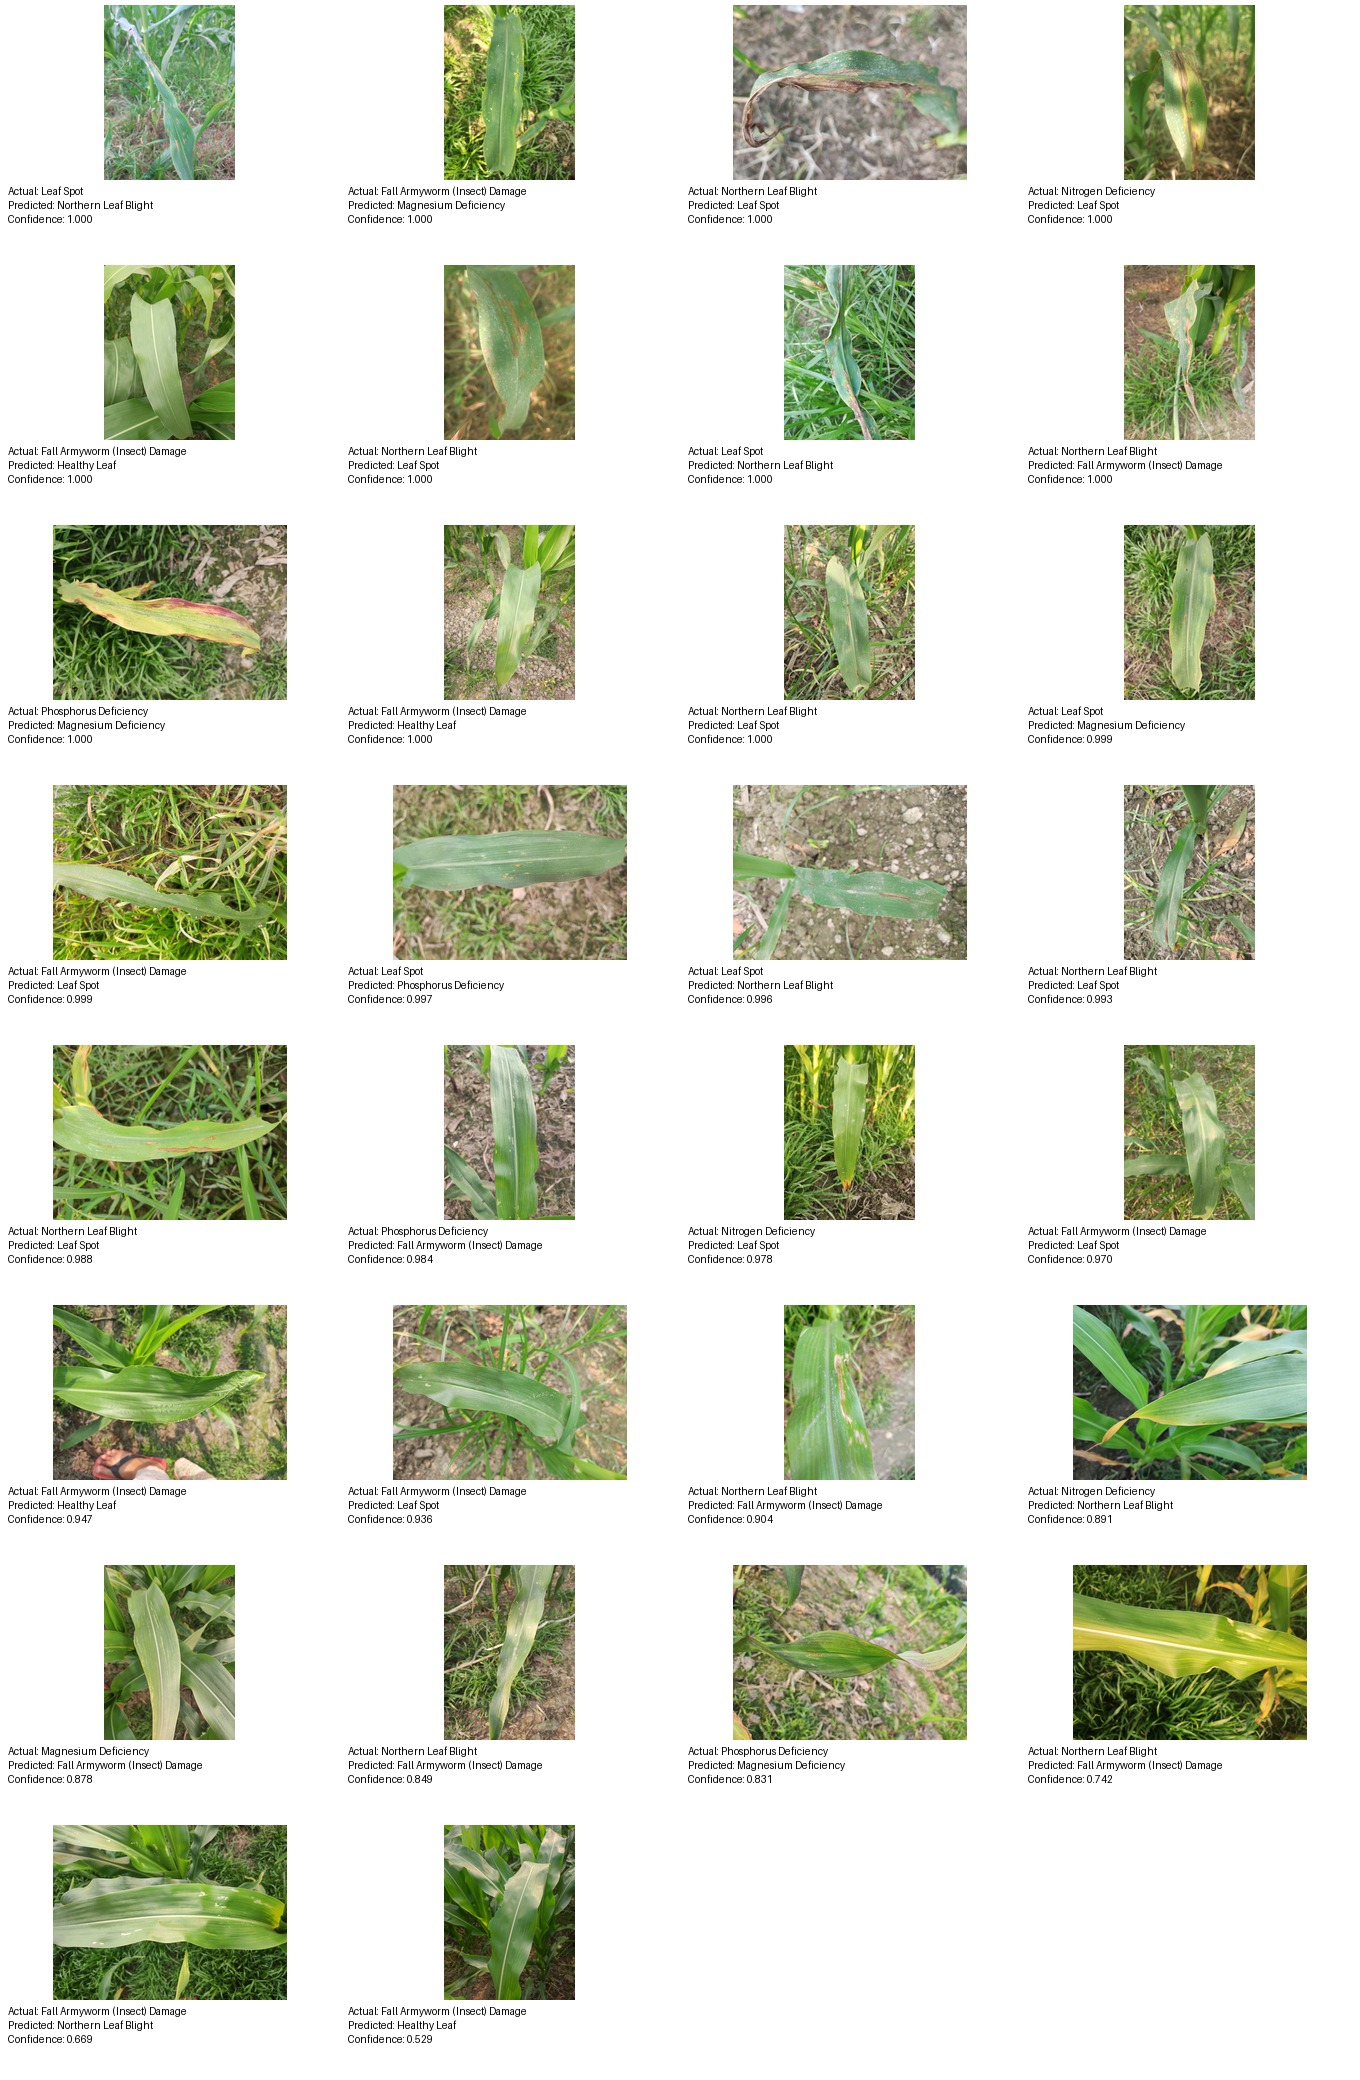 Actual: Leaf Spot
Predicted: Northern Leaf Blight
Confidence: 1.000
Actual: Fall Armyworm (Insect) Damage
Predicted: Magnesium Deficiency
Confidence: 1.000
Actual: Northern Leaf Blight
Predicted: Leaf Spot
Confidence: 1.000
Actual: Nitrogen Deficiency
Predicted: Leaf Spot
Confidence: 1.000
Actual: Fall Armyworm (Insect) Damage
Predicted: Healthy Leaf
Confidence: 1.000
Actual: Northern Leaf Blight
Predicted: Leaf Spot
Confidence: 1.000
Actual: Leaf Spot
Predicted: Northern Leaf Blight
Confidence: 1.000
Actual: Northern Leaf Blight
Predicted: Fall Armyworm (Insect) Damage
Confidence: 1.000
Actual: Phosphorus Deficiency
Predicted: Magnesium Deficiency
Confidence: 1.000
Actual: Fall Armyworm (Insect) Damage
Predicted: Healthy Leaf
Confidence: 1.000
Actual: Northern Leaf Blight
Predicted: Leaf Spot
Confidence: 1.000
Actual: Leaf Spot
Predicted: Magnesium Deficiency
Confidence: 0.999
Actual: Fall Armyworm (Insect) Damage
Predicted: Leaf Spot
Confidence: 0.999
Actual: Leaf Spot
Predicted: Phosphorus Deficiency
Confidence: 0.997
Actual: Leaf Spot
Predicted: Northern Leaf Blight
Confidence: 0.996
Actual: Northern Leaf Blight
Predicted: Leaf Spot
Confidence: 0.993
Actual: Northern Leaf Blight
Predicted: Leaf Spot
Confidence: 0.988
Actual: Phosphorus Deficiency
Predicted: Fall Armyworm (Insect) Damage
Confidence: 0.984
Actual: Nitrogen Deficiency
Predicted: Leaf Spot
Confidence: 0.978
Actual: Fall Armyworm (Insect) Damage
Predicted: Leaf Spot
Confidence: 0.970
Actual: Fall Armyworm (Insect) Damage
Predicted: Healthy Leaf
Confidence: 0.947
Actual: Fall Armyworm (Insect) Damage
Predicted: Leaf Spot
Confidence: 0.936
Actual: Northern Leaf Blight
Predicted: Fall Armyworm (Insect) Damage
Confidence: 0.904
Actual: Nitrogen Deficiency
Predicted: Northern Leaf Blight
Confidence: 0.891
Actual: Magnesium Deficiency
Predicted: Fall Armyworm (Insect) Damage
Confidence: 0.878
Actual: Northern Leaf Blight
Predicted: Fall Armyworm (Insect) Damage
Confidence: 0.849
Actual: Phosphorus Deficiency
Predicted: Magnesium Deficiency
Confidence: 0.831
Actual: Northern Leaf Blight
Predicted: Fall Armyworm (Insect) Damage
Confidence: 0.742
Actual: Fall Armyworm (Insect) Damage
Predicted: Northern Leaf Blight
Confidence: 0.669
Actual: Fall Armyworm (Insect) Damage
Predicted: Healthy Leaf
Confidence: 0.529